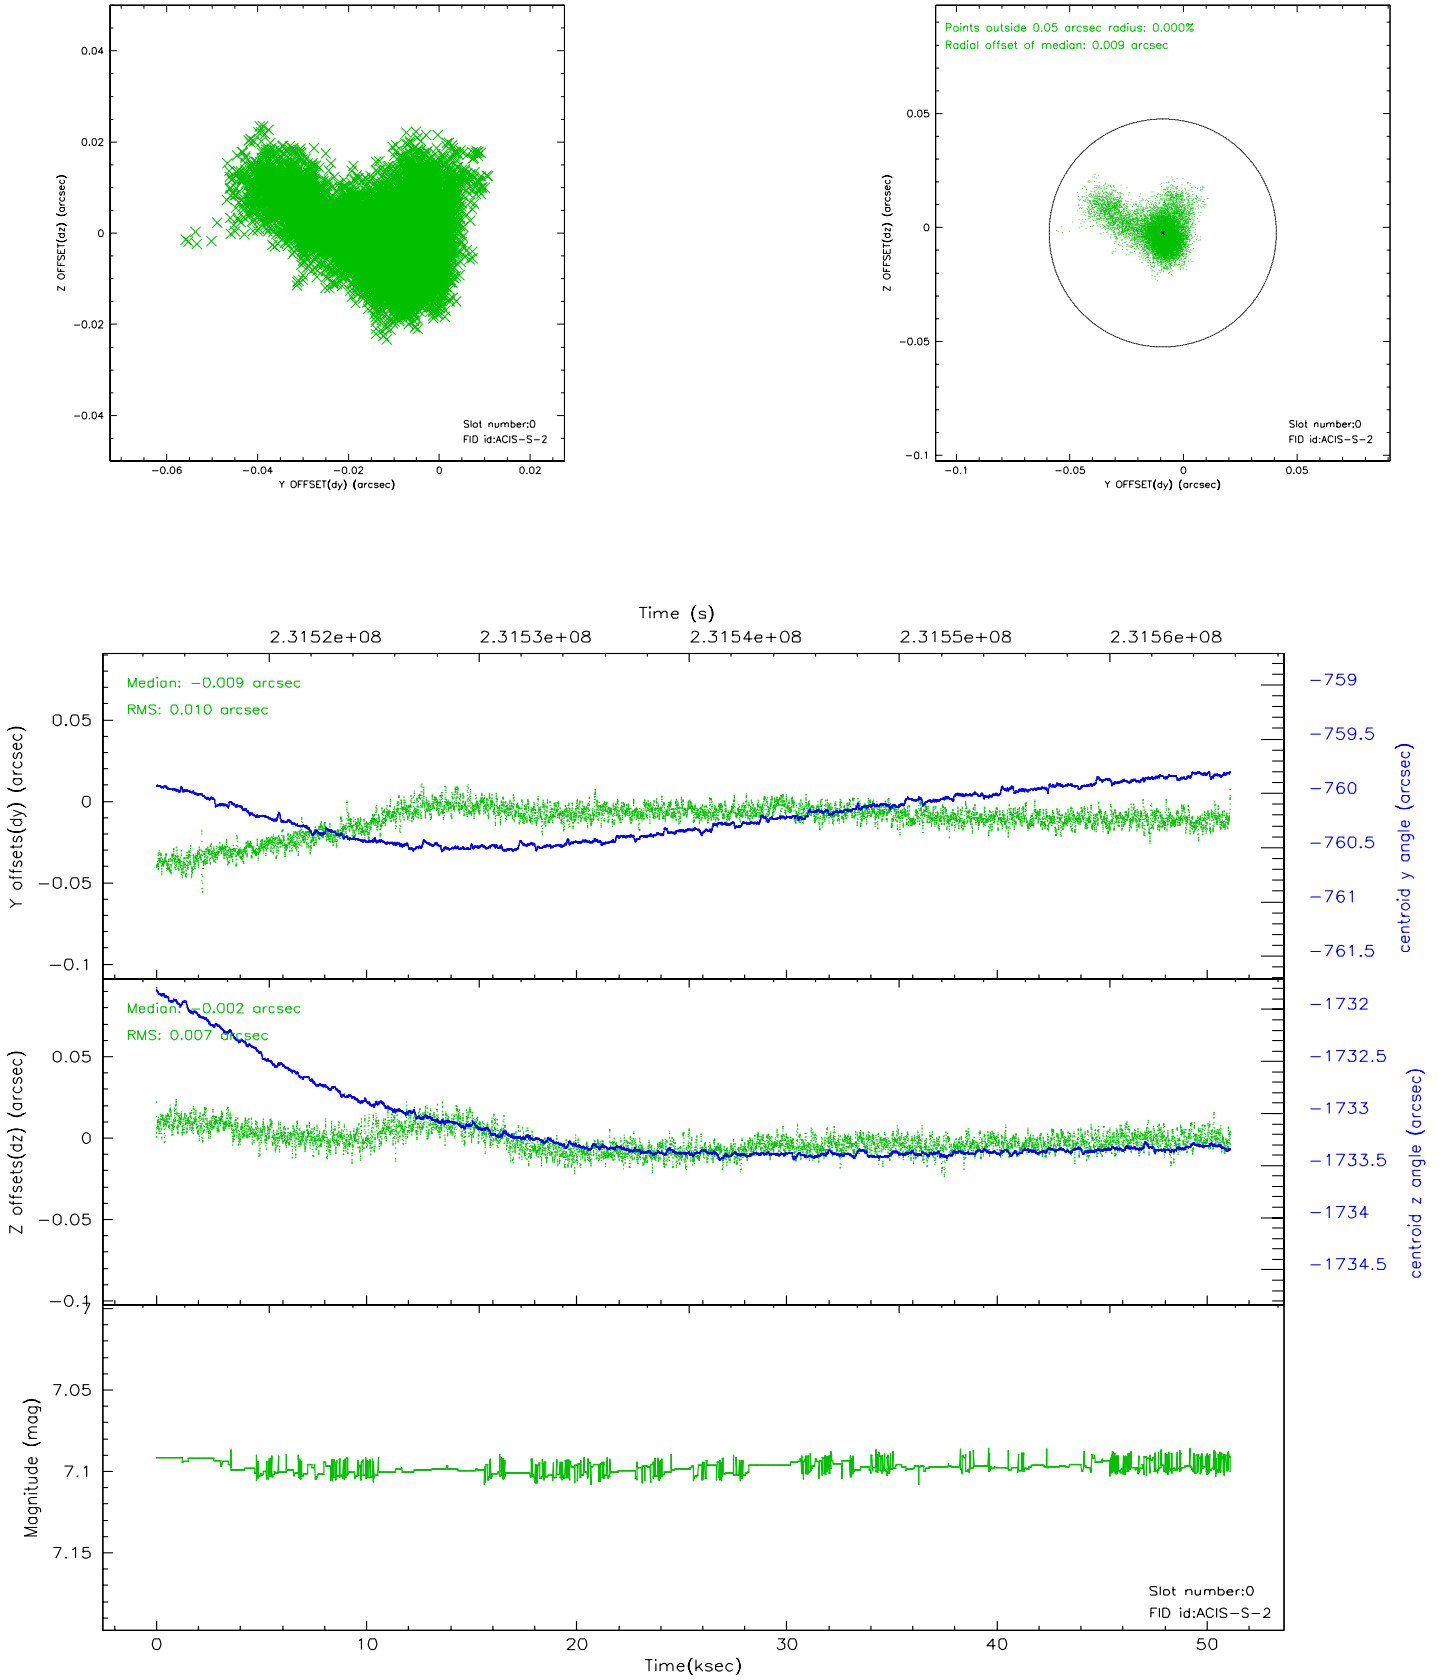 0.04
0.02
0
−0.02
−0.04
Z OFFSET(dz) (arcsec)
Slot number:0
FID id:ACIS−S−2
−0.06 −0.04 −0.02 0 0.02
Y OFFSET(dy) (arcsec)
Points outside 0.05 arcsec radius: 0.000%
Radial offset of median: 0.009 arcsec
0.05
0
−0.05
−0.1
Z OFFSET(dz) (arcsec)
Slot number:0
FID id:ACIS−S−2
−0.1 −0.05 0 0.05
Y OFFSET(dy) (arcsec)
Time (s)
2.3152e+08 2.3153e+08 2.3154e+08 2.3155e+08 2.3156e+08
Median: −0.009 arcsec
RMS: 0.010 arcsec
0.05
0
−0.05
−0.1
Y offsets(dy) (arcsec)
−759
−759.5
−760
−760.5
−761
−761.5
centroid y angle (arcsec)
Median: −0.002 arcsec
RMS: 0.007 arcsec
0.05
0
−0.05
−0.1
Z offsets(dz) (arcsec)
−1732
−1732.5
−1733
−1733.5
−1734
−1734.5
centroid z angle (arcsec)
7
7.05
7.1
7.15
Magnitude (mag)
Slot number:0
FID id:ACIS−S−2
0 10 20 30 40 50
Time(ksec)